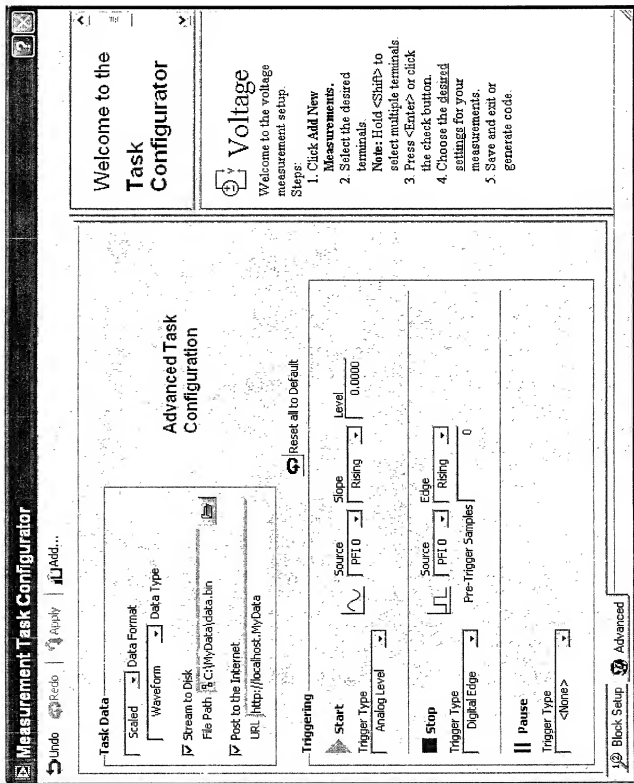 Measurement Task Configurator
Undo Redo Apply Add...
Task Data
Scaled Data Format
Waveform Data Type
Stream to Disk
File Path C:\MyData\data.bin
Post to the Internet
URL http://localhost.MyData
Advanced Task
Configuration
Reset all to Default
Triggering
Start
Trigger Type
Analog Level
Source
PFI 0
Slope
Rising
Level
0.0000
Stop
Trigger Type
Digital Edge
Source
PFI 0
Edge
Rising
Pre-Trigger Samples
0
Pause
Trigger Type
<None>
Block Setup Advanced
Welcome to the
Task
Configurator
Voltage
Welcome to the voltage
measurement setup.
Steps:
1. Click Add New
Measurements.
2. Select the desired
terminals.
Note: Hold <Shift> to
select multiple terminals.
3. Press <Enter> or click
the check button.
4. Choose the desired
settings for your
measurements.
5. Save and exit or
generate code.